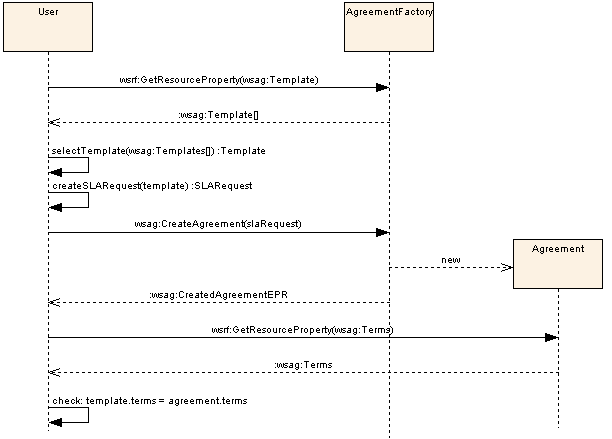 User
AgreementFactory
wsrf:GetResourceProperty(wsag:Template)
:wsag:Template[]
selectTemplate(wsag:Templates[]) :Template
createSLARequest(template) :SLARequest
wsag:CreateAgreement(slaRequest)
Agreement
new
:wsag:CreatedAgreementEPR
wsrf:GetResourceProperty(wsag:Terms)
:wsag:Terms
check: template.terms = agreement.terms